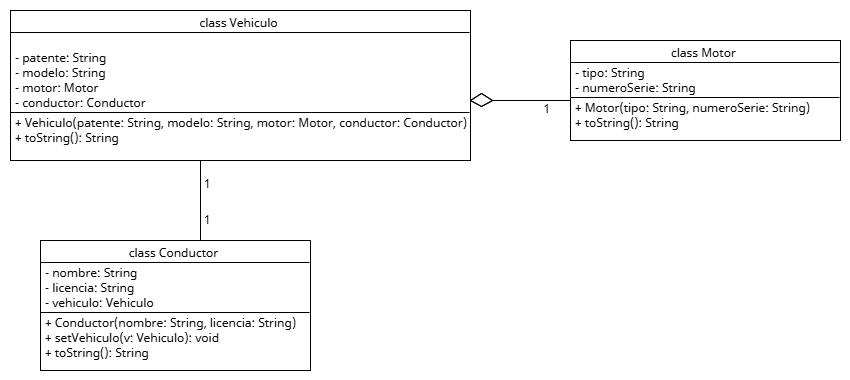 class Vehiculo
- patente: String
- modelo: String
- motor: Motor
- conductor: Conductor
+ Vehiculo(patente: String, modelo: String, motor: Motor, conductor: Conductor)
+ toString(): String
class Motor
- tipo: String
- numeroSerie: String
+ Motor(tipo: String, numeroSerie: String)
+ toString(): String
1
1
1
class Conductor
- nombre: String
- licencia: String
- vehiculo: Vehiculo
+ Conductor(nombre: String, licencia: String)
+ setVehiculo(v: Vehiculo): void
+ toString(): String